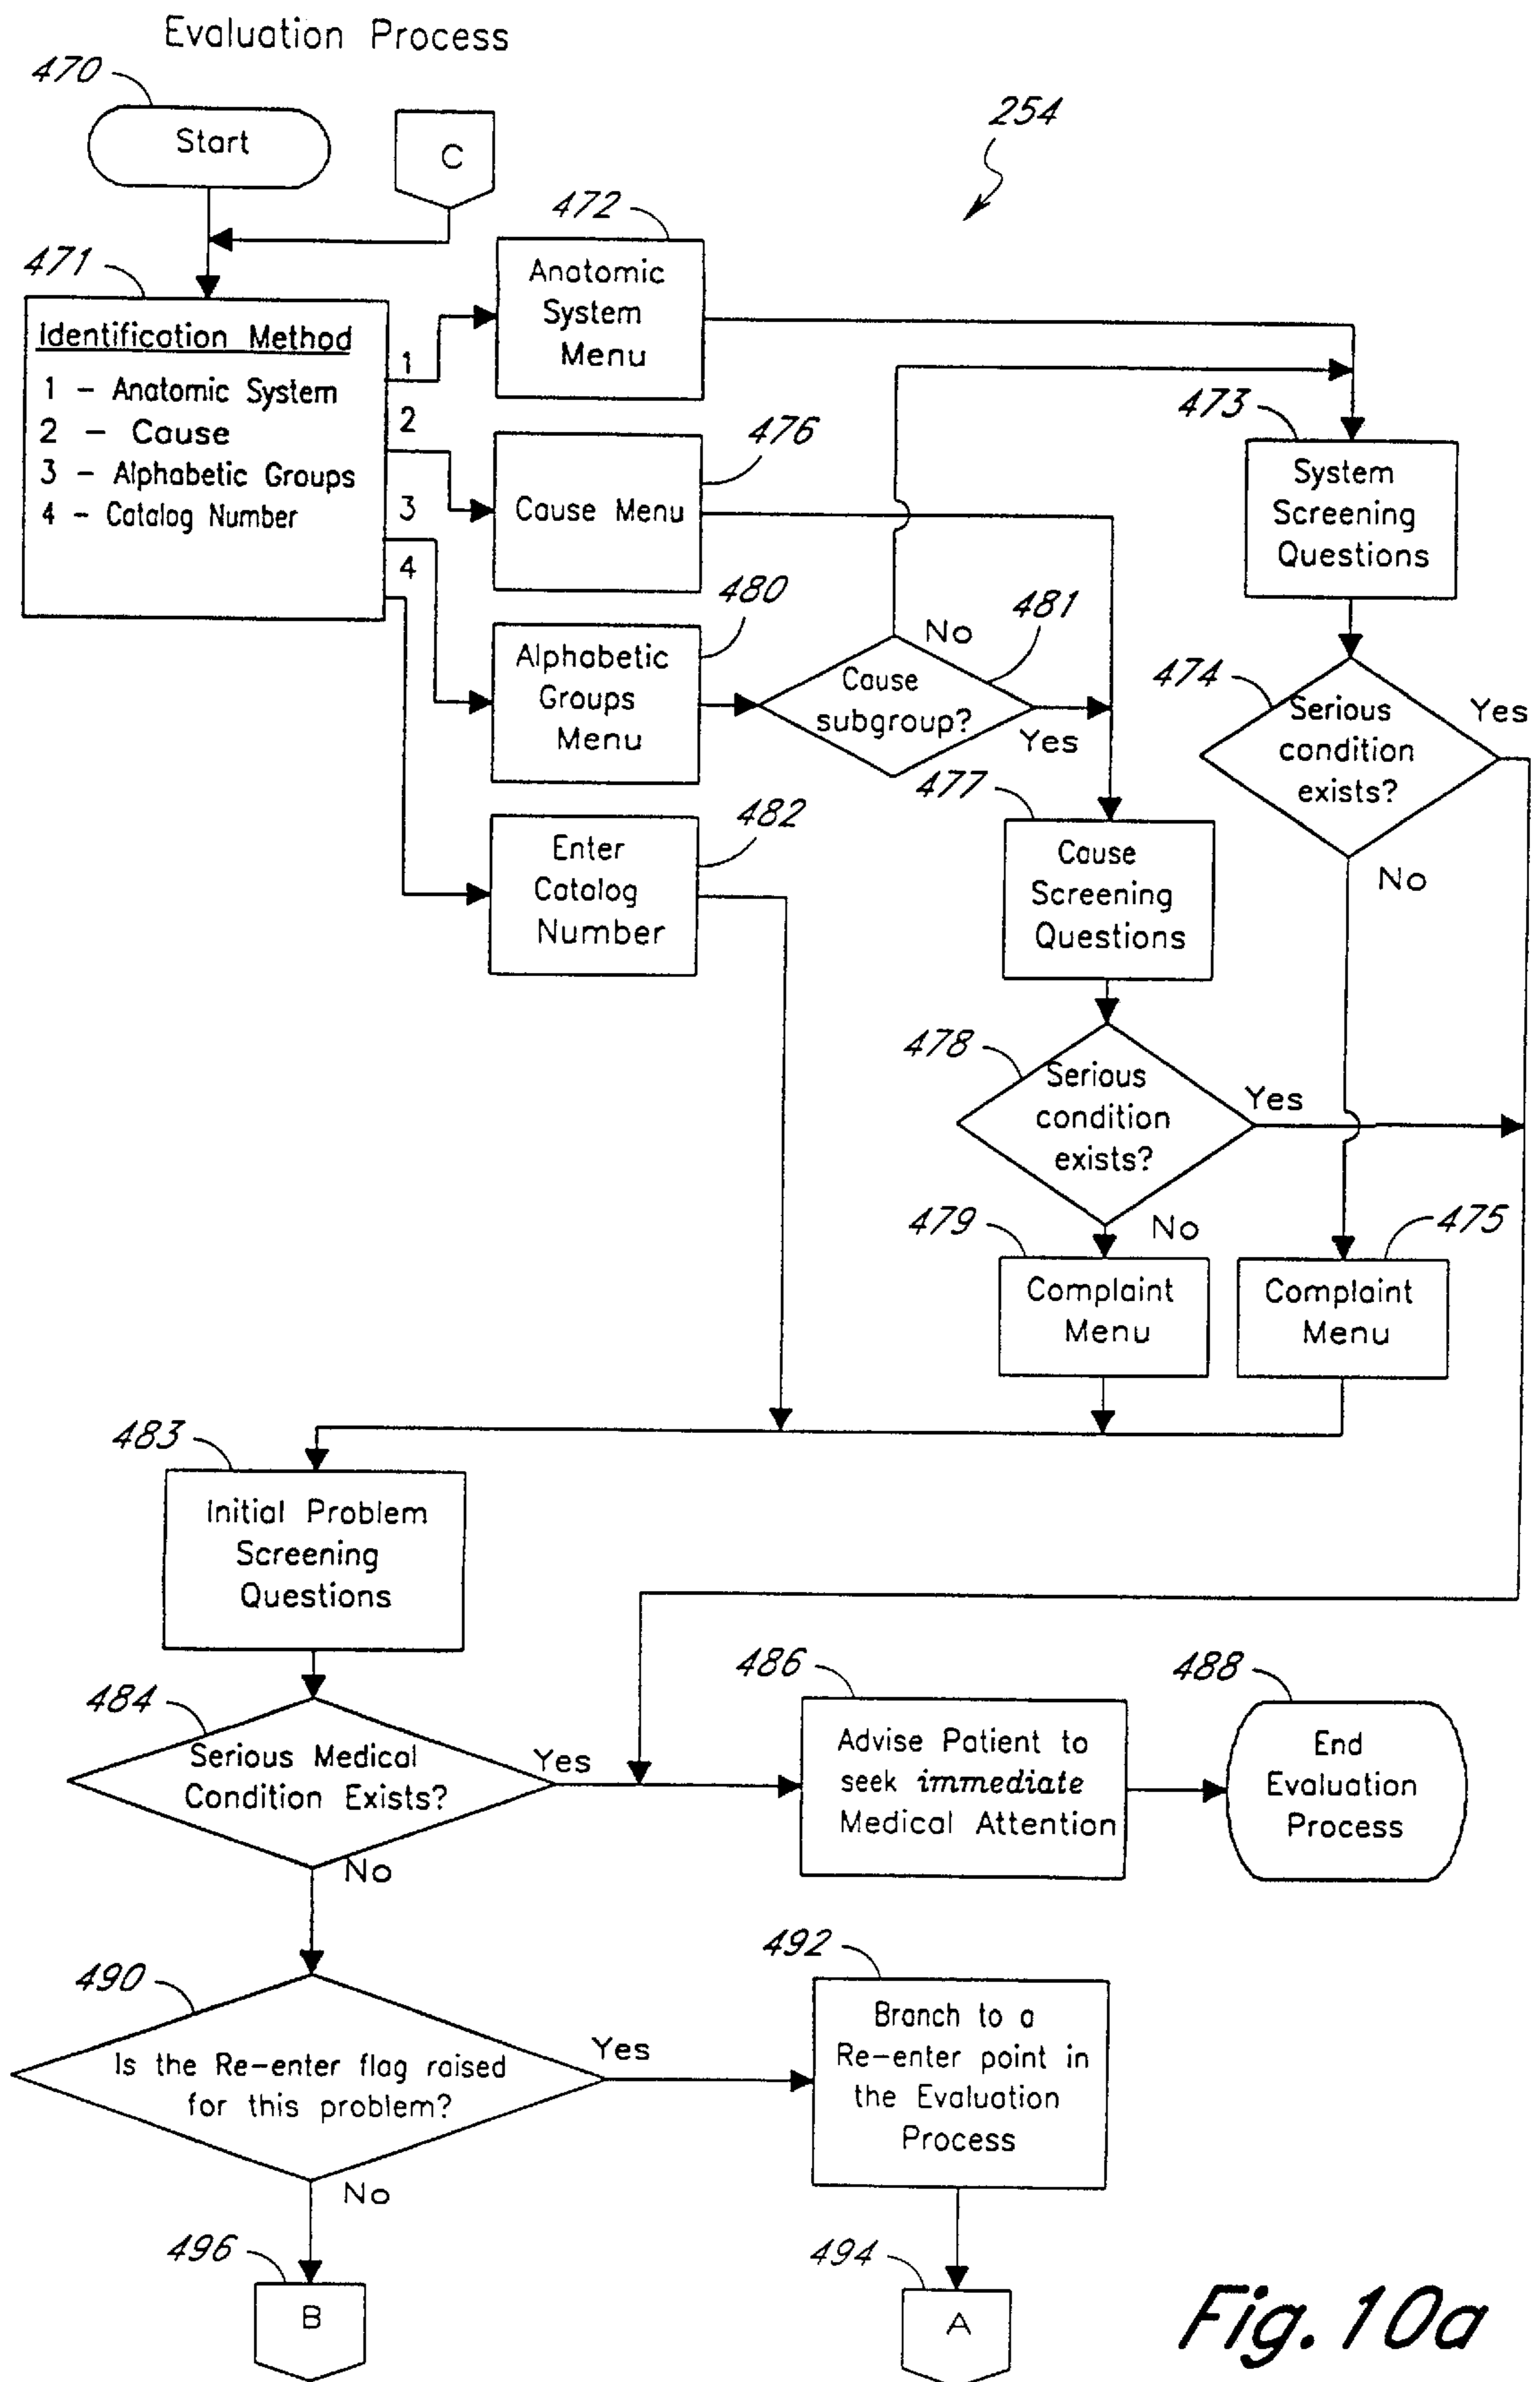 Evaluation Process
470
Start
C
254
472
471
Anatomic
System
Menu
Identification Method
1 - Anatomic System
2 - Cause
3 - Alphabetic Groups
4 - Catalog Number
1
2
3
4
473
476
System
Screening
Questions
Cause Menu
480
481
No
Alphabetic
Groups
Menu
Cause
subgroup?
Yes
474
Serious
condition
exists?
Yes
No
477
482
Enter
Catalog
Number
Cause
Screening
Questions
478
Serious
condition
exists?
Yes
No
479
475
Complaint
Menu
Complaint
Menu
483
Initial Problem
Screening
Questions
484
Serious Medical
Condition Exists?
Yes
No
486
Advise Patient to
seek immediate
Medical Attention
488
End
Evaluation
Process
490
Is the Re-enter flag raised
for this problem?
Yes
No
492
Branch to a
Re-enter point in
the Evaluation
Process
496
B
494
A
Fig. 10a